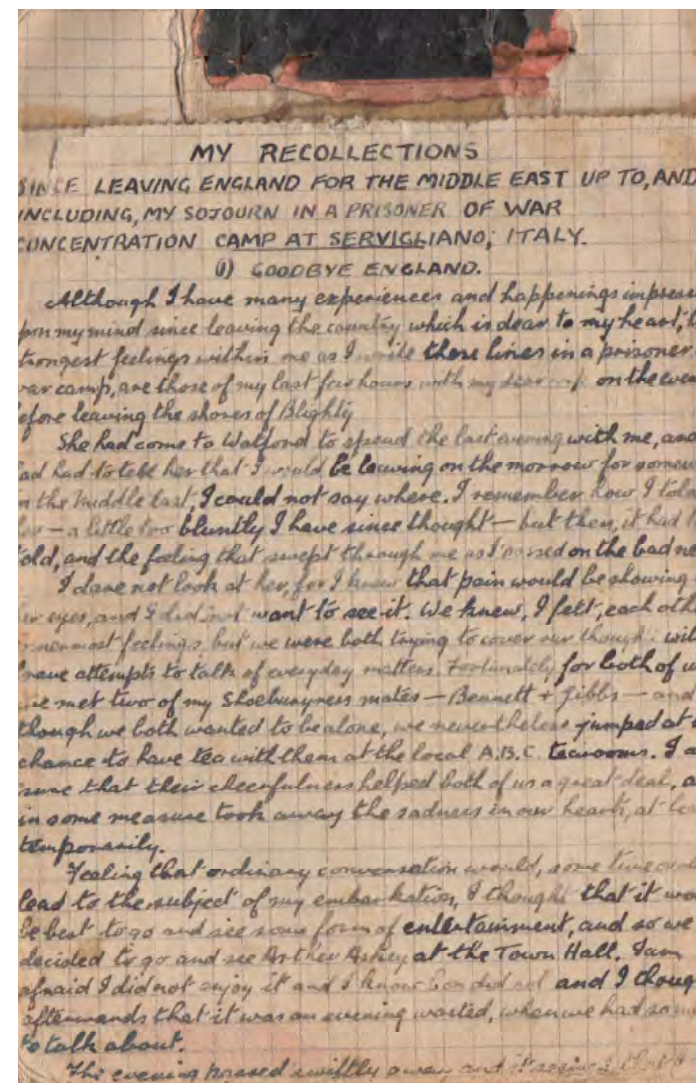 MY RECOLLECTIONS
SINCE LEAVING ENGLAND FOR THE MIDDLE EAST UP TO, AND
INCLUDING, MY SOJOURN IN A PRISONER OF WAR
CONCENTRATION CAMP AT SERVIGLIANO, ITALY.
(1) GOODBYE ENGLAND.
Although I have many experiences and happenings impress
pon my mind since leaving the country which is dear to my heart,
trongest feelings within me as I write these lines in a prisoner
war camp, are those of my last few hours with my dear on the even
efore leaving the shores of Blighty
She had come to Watford to spend the last evening with me, and
ad had to tell her that I would be leaving on the morrow for somew
n the Middle East, I could not say where. I remember how I told
her — a little too bluntly I have since thought — but then, it had
told, and the feeling that swept through me as I passed on the bad ne
I dare not look at her, for I knew that pain would be showing
er eyes, and I did not want to see it. We knew, I felt, each oth
innermost feelings, but we were both trying to cover our though with
brave attempts to talk of everyday matters. Fortunately for both of u
we met two of my Shoeburyness mates — Bennett + Gibbs — and
though we both wanted to be alone, we nevertheless jumped at
chance to have tea with them at the local A.B.C. tearooms. I a
sure that their cheerfulness helped both of us a great deal, a
in some measure took away the sadness in our hearts, at le
temporarily.
Feeling that ordinary conversation would, some time or
lead to the subject of my embarkation, I thought that it wou
be best to go and see some form of entertainment, and so we
decided to go and see Arthur Askey at the Town Hall. I am
afraid I did not enjoy it and I know did not and I thoug
afterwards that it was an evening wasted, when we had so
to talk about.
The evening passed swiftly away, and it